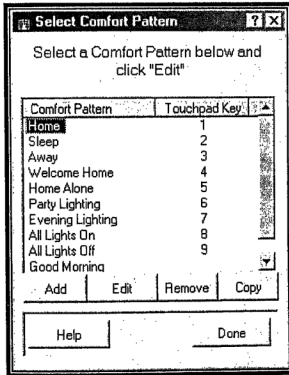 Select Comfort Pattern
Select a Comfort Pattern below and
click "Edit"
Comfort Pattern Touchpad Key
Home 1
Sleep 2
Away 3
Welcome Home 4
Home Alone 5
Party Lighting 6
Evening Lighting 7
All Lights On 8
All Lights Off 9
Good Morning
Add Edit Remove Copy
Help Done